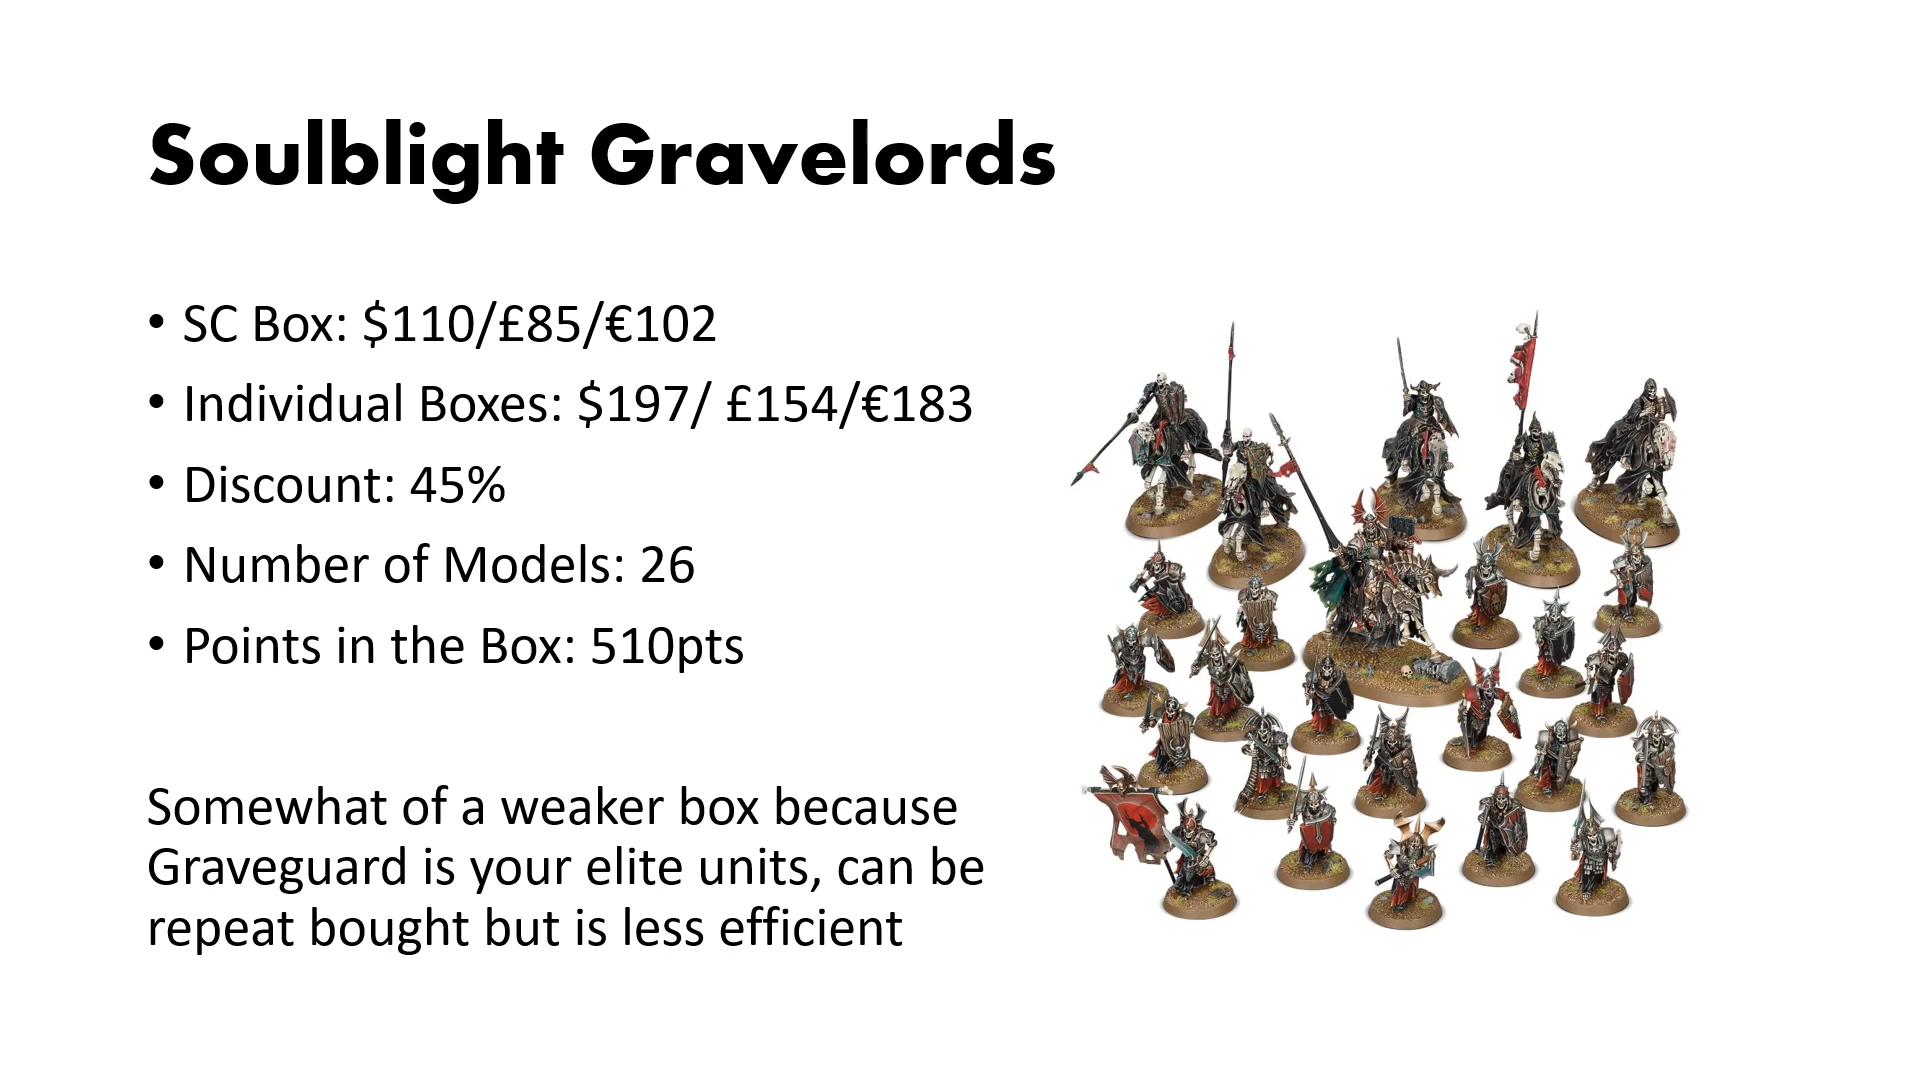 Soulblight Gravelords
• SC Box: $110/£85/€102
• Individual Boxes: $197/ £154/€183
• Discount: 45%
• Number of Models: 26
• Points in the Box: 510pts
Somewhat of a weaker box because
Graveguard is your elite units, can be
repeat bought but is less efficient